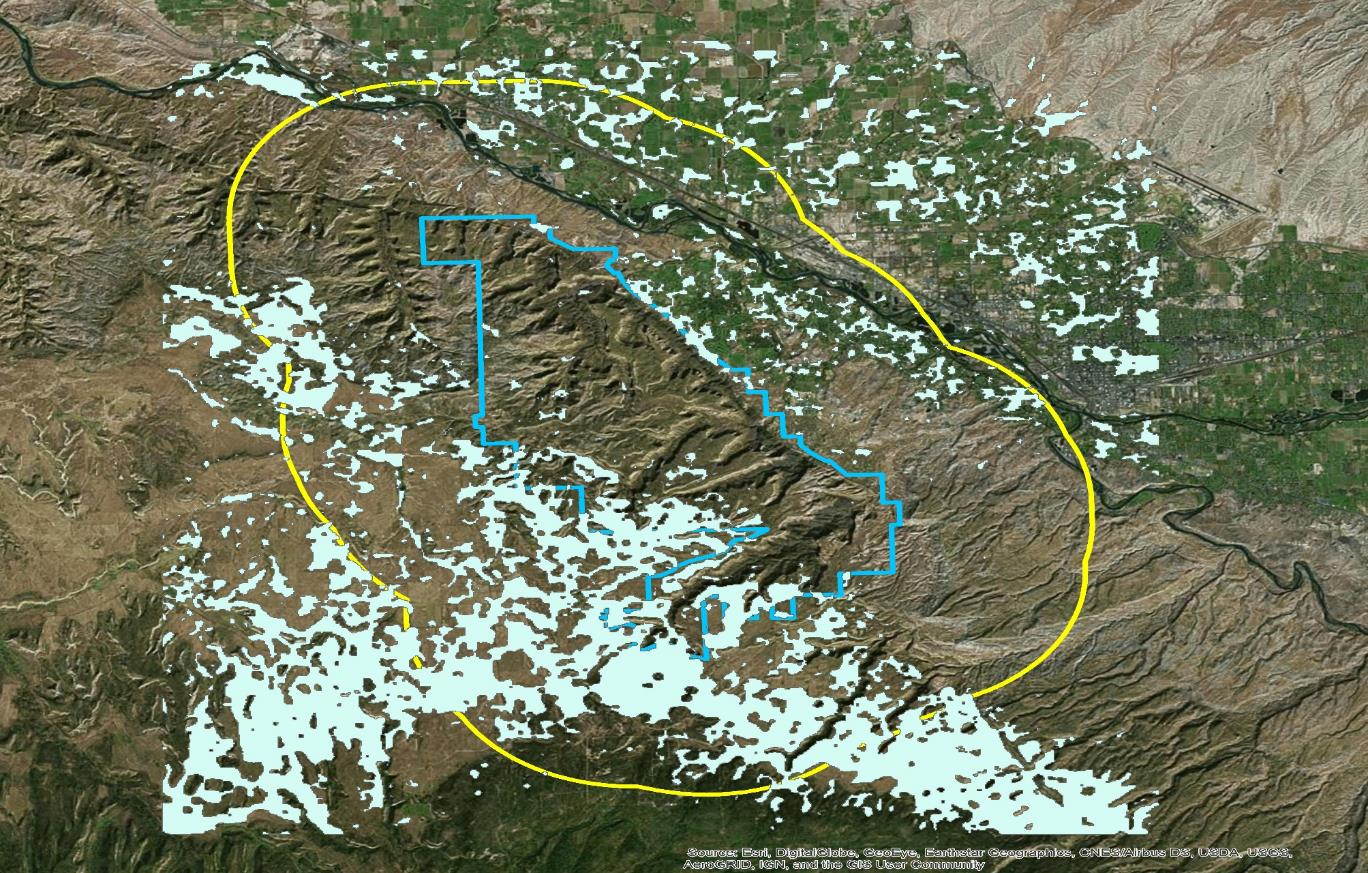 Source: Esri, DigitalGlobe, GeoEye, Earthstar Geographics, CNES/Airbus DS, USDA, USGS,
AeroGRID, IGN, and the GIS User Community